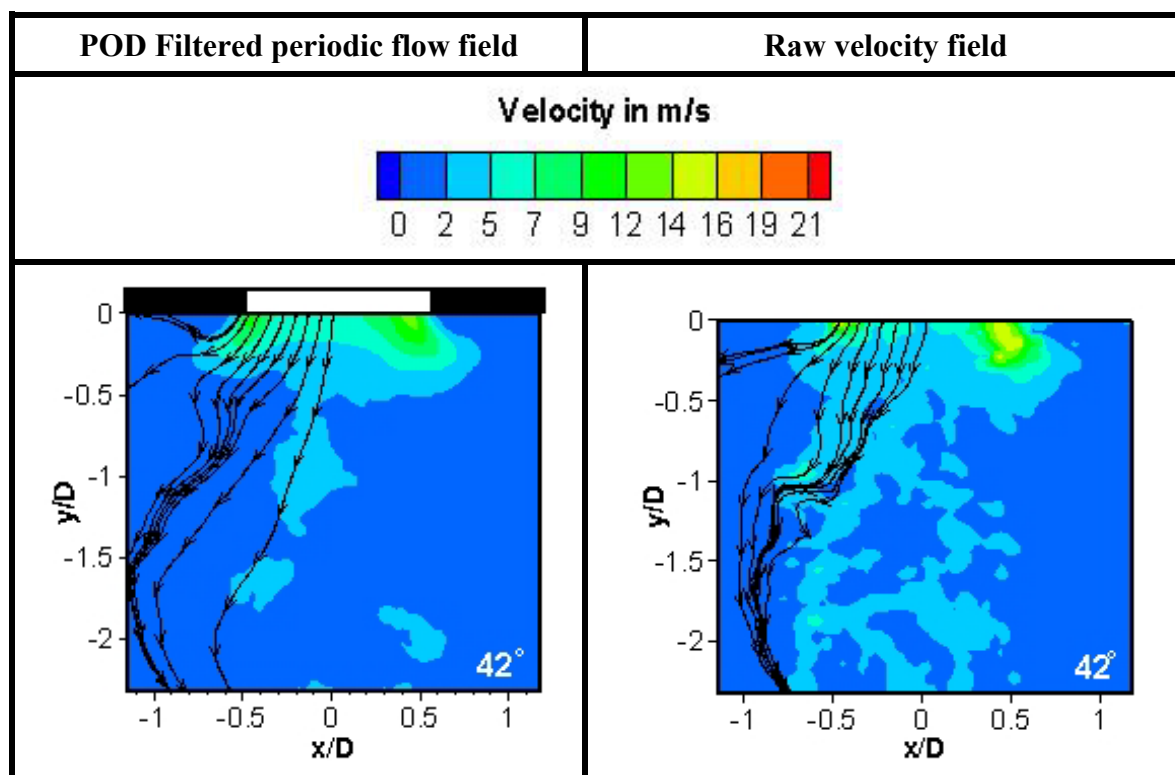 POD Filtered periodic flow field
Raw velocity field
Velocity in m/s
0 2 5 7 9 12 14 16 19 21
0
-0.5
-1
-1.5
-2
y/D
42°
-1 -0.5 0 0.5 1
x/D
0
-0.5
-1
-1.5
-2
y/D
42°
-1 -0.5 0 0.5 1
x/D